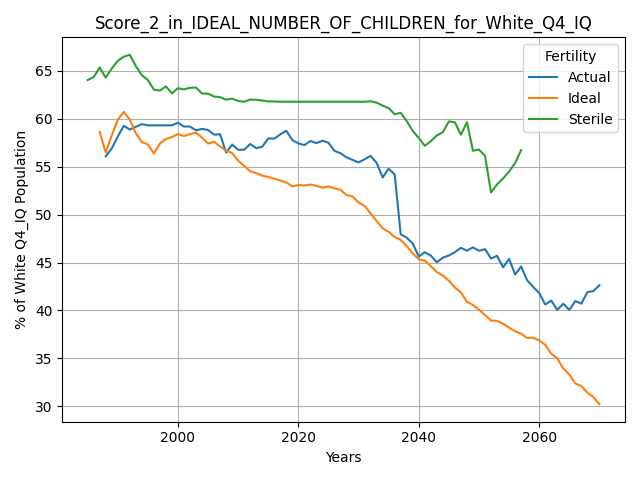 Score_2_in_IDEAL_NUMBER_OF_CHILDREN_for_White_Q4_IQ
Fertility
Actual
Ideal
Sterile
% of White Q4_IQ Population
65
60
55
50
45
40
35
30
2000
2020
2040
2060
Years